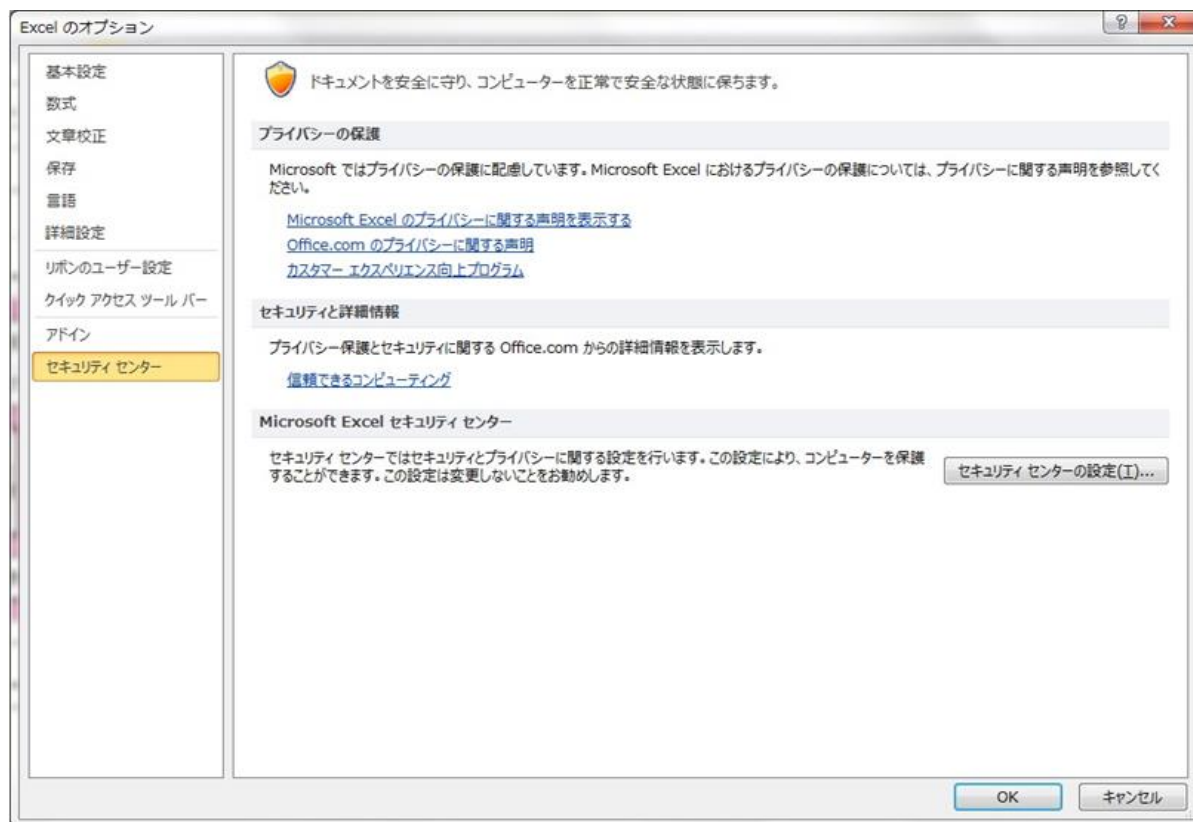 Excel のオプション
基本設定
数式
文章校正
保存
言語
詳細設定
リボンのユーザー設定
クイック アクセス ツール バー
アドイン
セキュリティ センター
ドキュメントを安全に守り、コンピューターを正常で安全な状態に保ちます。
プライバシーの保護
Microsoft ではプライバシーの保護に配慮しています。Microsoft Excel におけるプライバシーの保護については、プライバシーに関する声明を参照してく
ださい。
Microsoft Excel のプライバシーに関する声明を表示する
Office.com のプライバシーに関する声明
カスタマー エクスペリエンス向上プログラム
セキュリティと詳細情報
プライバシー保護とセキュリティに関する Office.com からの詳細情報を表示します。
信頼できるコンピューティング
Microsoft Excel セキュリティ センター
セキュリティ センターではセキュリティとプライバシーに関する設定を行います。この設定により、コンピューターを保護
することができます。この設定は変更しないことをお勧めします。
セキュリティ センターの設定(T)...
OK
キャンセル